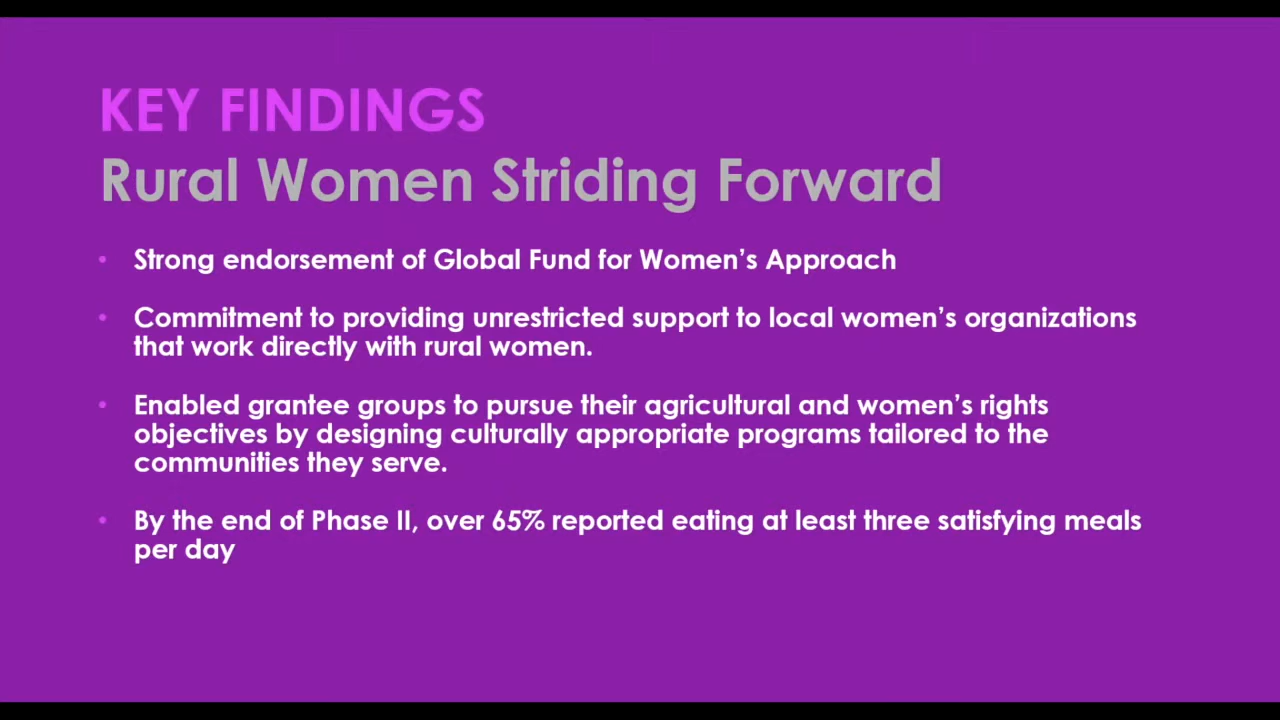 KEY FINDINGS
Rural Women Striding Forward
• Strong endorsement of Global Fund for Women’s Approach
• Commitment to providing unrestricted support to local women’s organizations
that work directly with rural women.
• Enabled grantee groups to pursue their agricultural and women’s rights
objectives by designing culturally appropriate programs tailored to the
communities they serve.
• By the end of Phase II, over 65% reported eating at least three satisfying meals
per day